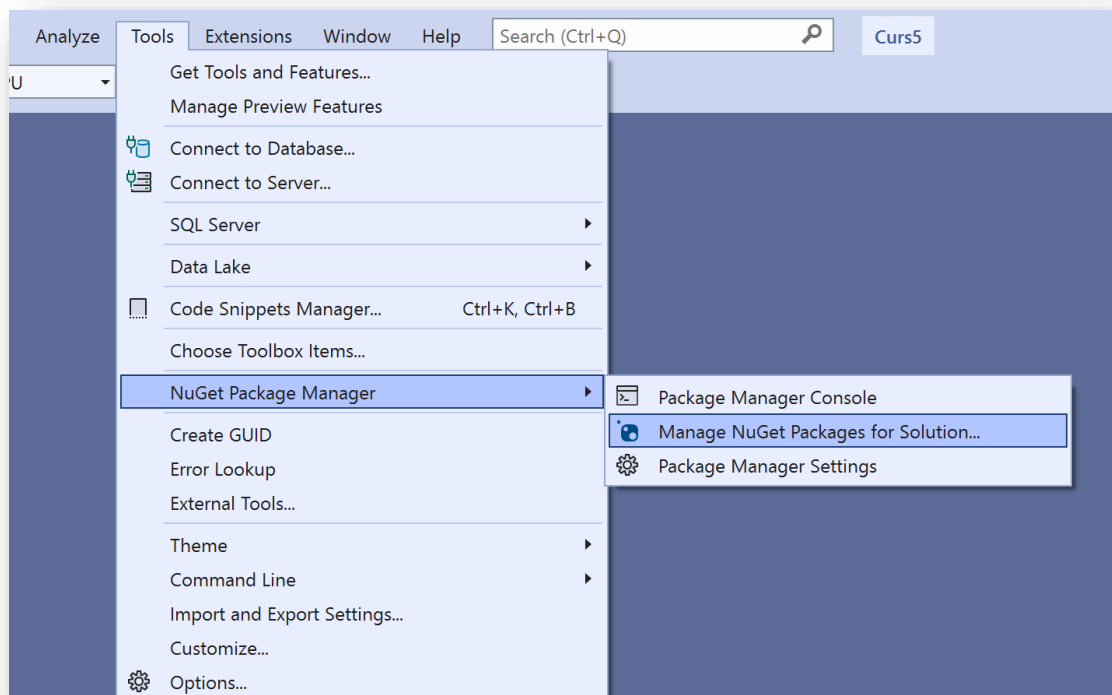 Analyze Tools Extensions Window Help Search (Ctrl+Q) Curs5
PU
Get Tools and Features...
Manage Preview Features
Connect to Database...
Connect to Server...
SQL Server
Data Lake
Code Snippets Manager... Ctrl+K, Ctrl+B
Choose Toolbox Items...
NuGet Package Manager
Package Manager Console
Manage NuGet Packages for Solution...
Package Manager Settings
Create GUID
Error Lookup
External Tools...
Theme
Command Line
Import and Export Settings...
Customize...
Options...